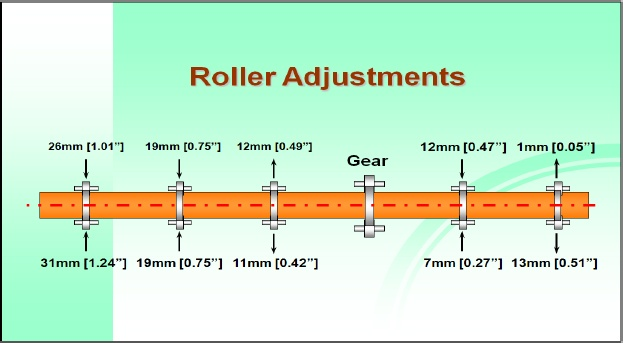 Roller Adjustments
26mm [1.01”] 19mm [0.75”] 12mm [0.49”] 12mm [0.47”] 1mm [0.05”]
Gear
31mm [1.24”] 19mm [0.75”] 11mm [0.42”] 7mm [0.27”] 13mm [0.51”]